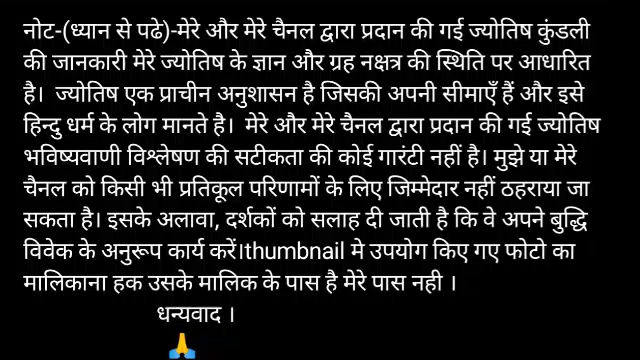 नोट-(ध्यान से पढे)-मेरे और मेरे चैनल द्वारा प्रदान की गई ज्योतिष कुंडली
की जानकारी मेरे ज्योतिष के ज्ञान और ग्रह नक्षत्र की स्थिति पर आधारित
है। ज्योतिष एक प्राचीन अनुशासन है जिसकी अपनी सीमाएँ हैं और इसे
हिन्दु धर्म के लोग मानते है। मेरे और मेरे चैनल द्वारा प्रदान की गई ज्योतिष
भविष्यवाणी विश्लेषण की सटीकता की कोई गारंटी नहीं है। मुझे या मेरे
चैनल को किसी भी प्रतिकूल परिणामों के लिए जिम्मेदार नहीं ठहराया जा
सकता है। इसके अलावा, दर्शकों को सलाह दी जाती है कि वे अपने बुद्धि
विवेक के अनुरूप कार्य करें।thumbnail मे उपयोग किए गए फोटो का
मालिकाना हक उसके मालिक के पास है मेरे पास नही ।
धन्यवाद ।
🙏